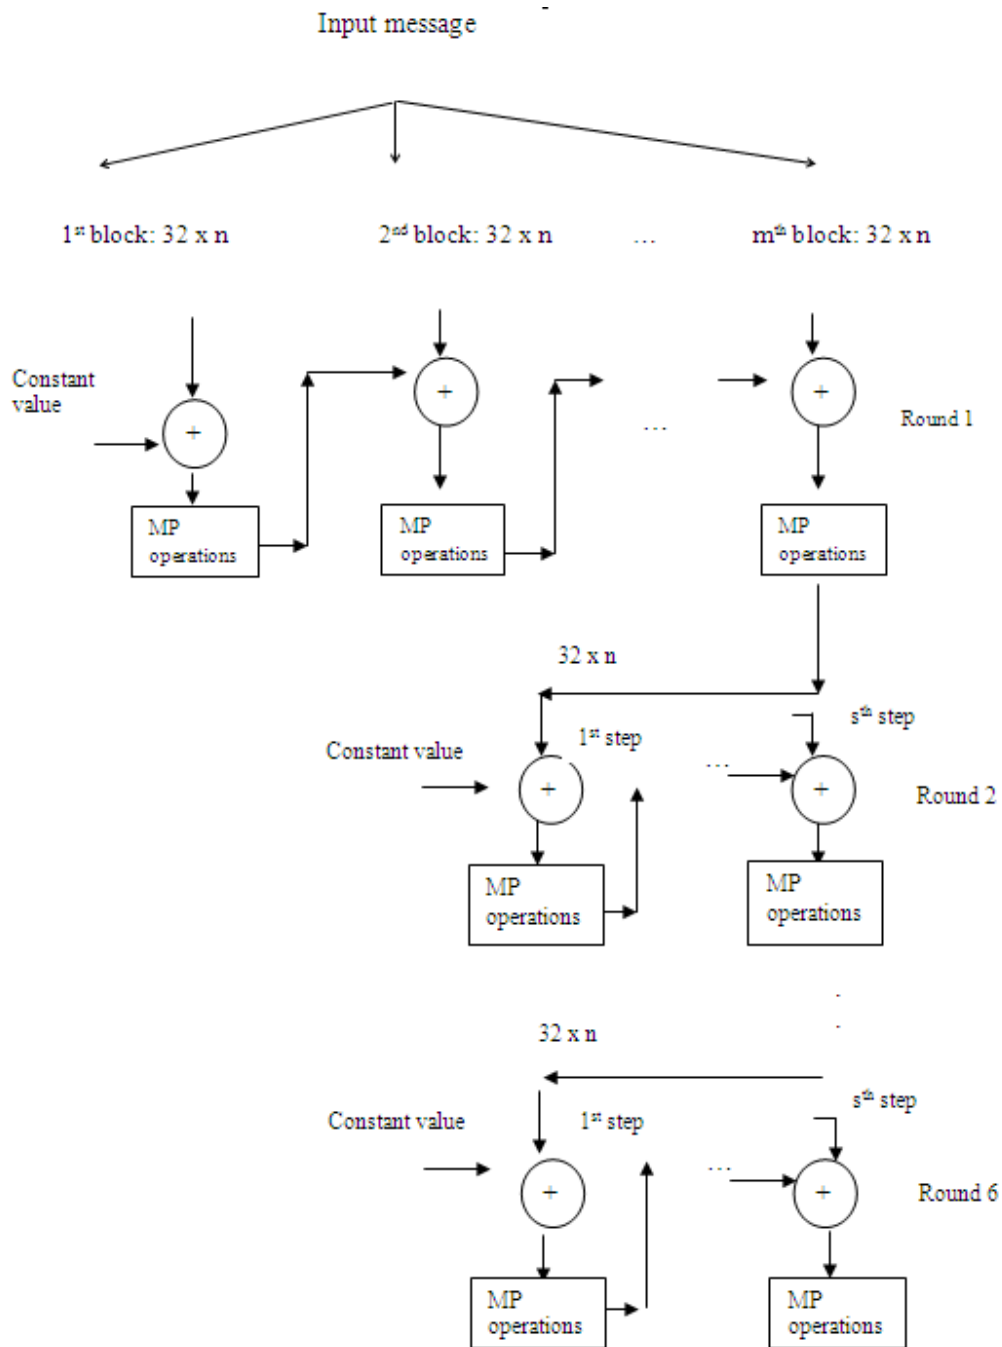 Input message
1st block: 32 x n
2nd block: 32 x n
...
mth block: 32 x n
Constant
value
+
+
...
+
Round 1
MP
operations
MP
operations
MP
operations
32 x n
sth step
1st step
Constant value
...
+
+
Round 2
MP
operations
MP
operations
32 x n
sth step
Constant value
1st step
...
+
+
Round 6
MP
operations
MP
operations